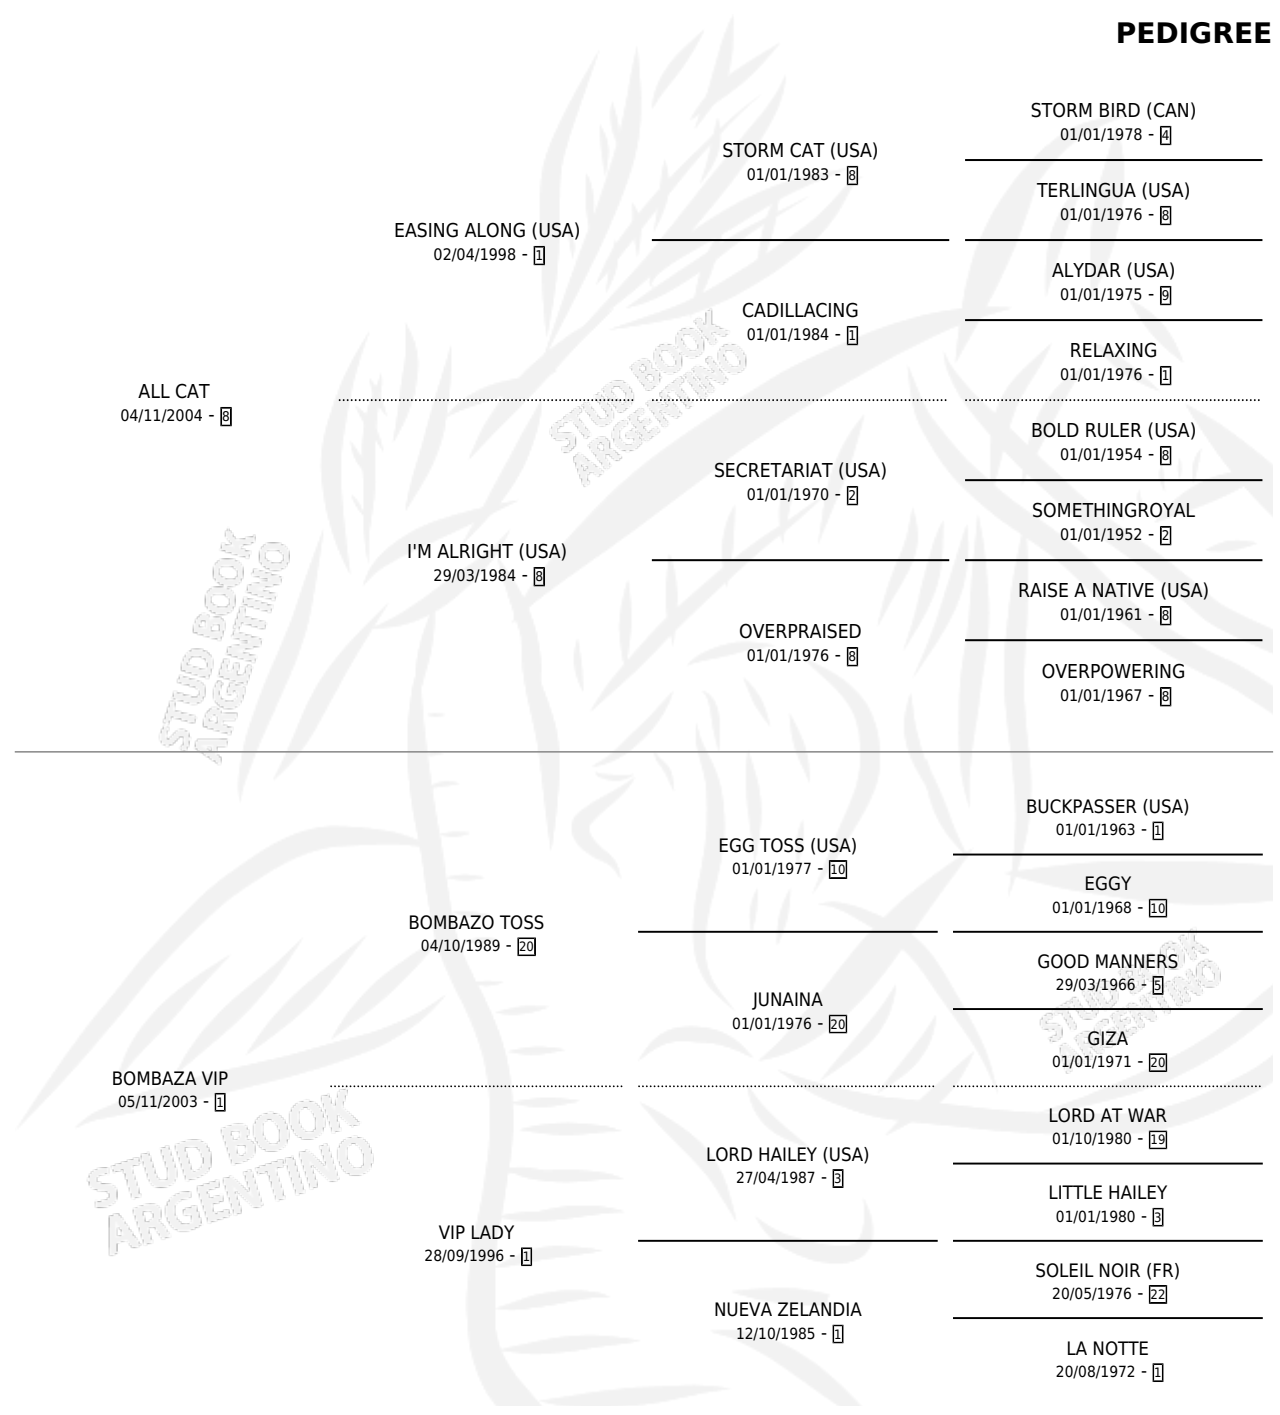 PEDIGREE
STORM BIRD (CAN)
01/01/1978 - 4
STORM CAT (USA)
01/01/1983 - 8
TERLINGUA (USA)
01/01/1976 - 8
EASING ALONG (USA)
02/04/1998 - 1
ALYDAR (USA)
01/01/1975 - 9
CADILLACING
01/01/1984 - 1
RELAXING
01/01/1976 - 1
ALL CAT
04/11/2004 - 8
BOLD RULER (USA)
01/01/1954 - 8
SECRETARIAT (USA)
01/01/1970 - 2
SOMETHINGROYAL
01/01/1952 - 2
I'M ALRIGHT (USA)
29/03/1984 - 8
RAISE A NATIVE (USA)
01/01/1961 - 8
OVERPRAISED
01/01/1976 - 8
OVERPOWERING
01/01/1967 - 8
BUCKPASSER (USA)
01/01/1963 - 1
EGG TOSS (USA)
01/01/1977 - 10
EGGY
01/01/1968 - 10
BOMBAZO TOSS
04/10/1989 - 20
GOOD MANNERS
29/03/1966 - 5
JUNAINA
01/01/1976 - 20
GIZA
01/01/1971 - 20
BOMBAZA VIP
05/11/2003 - 1
LORD AT WAR
01/10/1980 - 19
LORD HAILEY (USA)
27/04/1987 - 3
LITTLE HAILEY
01/01/1980 - 3
VIP LADY
28/09/1996 - 1
SOLEIL NOIR (FR)
20/05/1976 - 22
NUEVA ZELANDIA
12/10/1985 - 1
LA NOTTE
20/08/1972 - 1
STUD BOOK
ARGENTINO
STUD BOOK
ARGENTINO
STUD BOOK
ARGENTINO
STUD BOOK
ARGENTINO